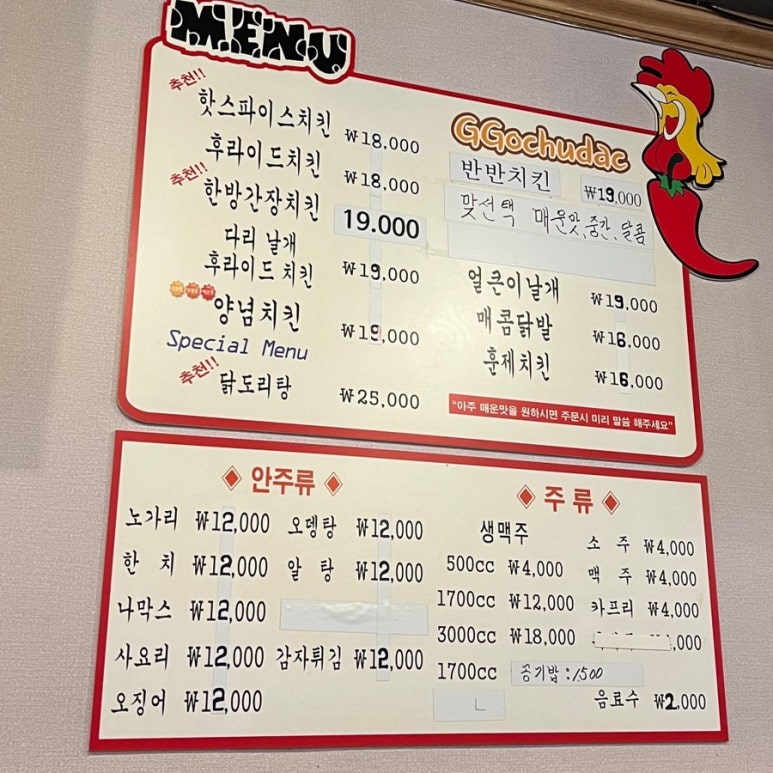 MENU
추천!!
핫스파이스치킨 ₩18,000
후라이드치킨 ₩18,000
추천!!
한방간장치킨 19.000
다리 날개
후라이드 치킨 ₩19,000
양념치킨 ₩19,000
Special Menu
추천!!
닭도리탕 ₩25,000
GGochudac
반반치킨 ₩19,000
맞선택 매운맛,중간,달콤
얼큰이날개 ₩19,000
매콤닭발 ₩16,000
훈제치킨 ₩16,000
"아주 매운맛을 원하시면 주문시 미리 말씀 해주세요"
안주류
노가리 ₩12,000 오뎅탕 ₩12,000
한 치 ₩12,000 알 탕 ₩12,000
나막스 ₩12,000
사요리 ₩12,000 감자튀김 ₩12,000
오징어 ₩12,000
주 류
생맥주
500cc ₩4,000
1700cc ₩12,000
3000cc ₩18,000
1700cc
소 주 ₩4,000
맥 주 ₩4,000
카프리 ₩4,000
,000
공기밥 : 1,500
음료수 ₩2.000